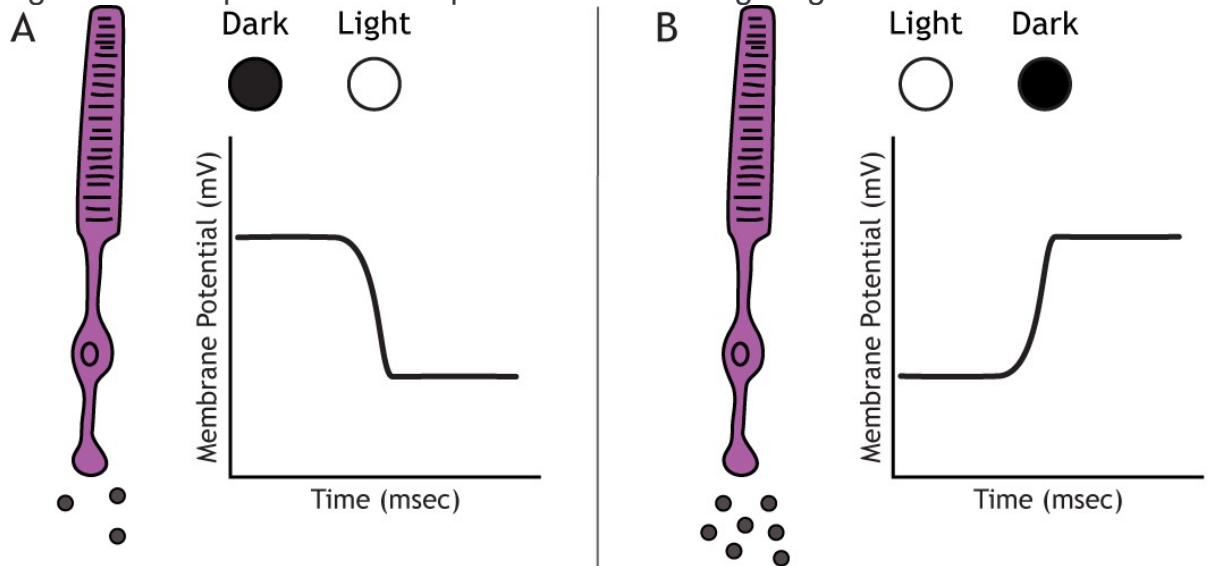 A
Dark Light
Membrane Potential (mV)
Time (msec)
B
Light Dark
Membrane Potential (mV)
Time (msec)